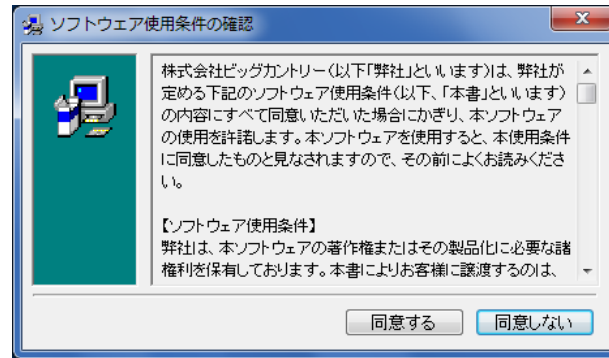 ソフトウェア使用条件の確認
株式会社ビッグカントリー(以下「弊社」といいます)は、弊社が
定める下記のソフトウェア使用条件(以下、「本書」といいます)
の内容にすべて同意いただいた場合にかぎり、本ソフトウェア
の使用を許諾します。本ソフトウェアを使用すると、本使用条件
に同意したものと見なされますので、その前によくお読みくださ
い。
【ソフトウェア使用条件】
弊社は、本ソフトウェアの著作権またはその製品化に必要な諸
権利を保有しております。本書によりお客様に譲渡するのは、
同意する 同意しない